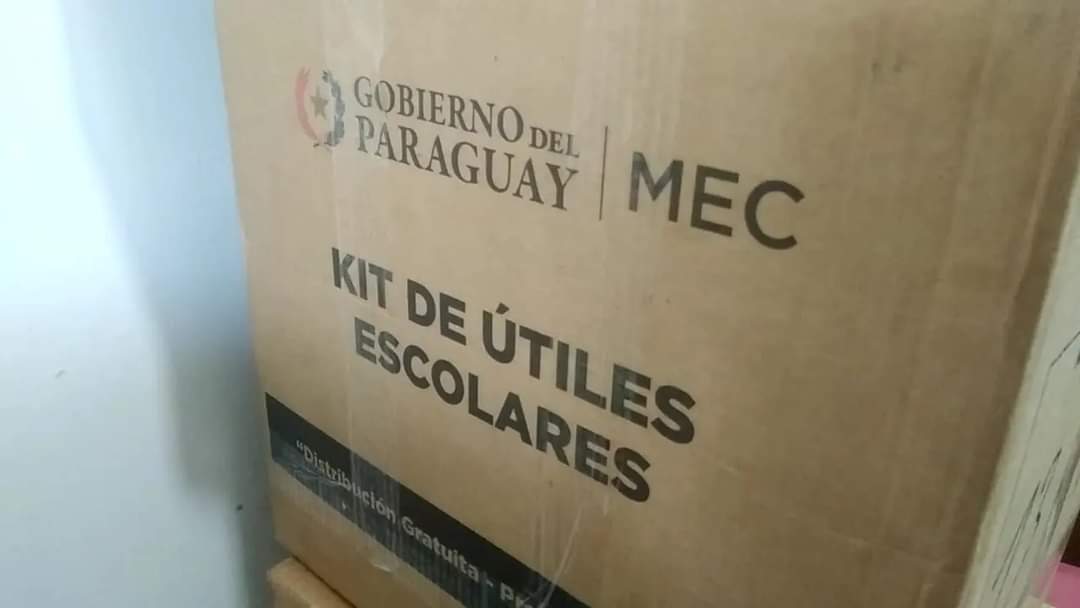 GOBIERNO DEL
PARAGUAY
MEC
KIT DE ÚTILES
ESCOLARES
"Distribución Gratuita -